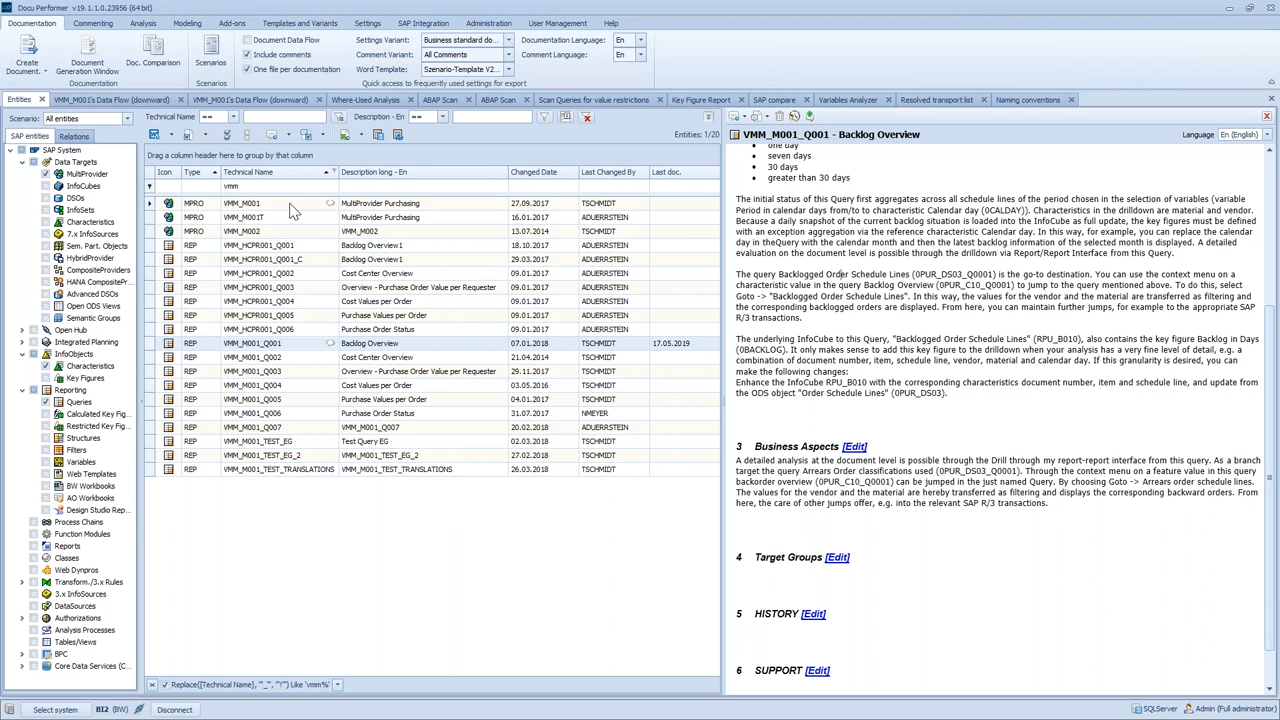 Docu Performer v19.1.1.0.23956 (64 bit)
Documentation Commenting Analysis Modeling Add-ons Templates and Variants Settings SAP Integration Administration User Management Help
Create Document.
Document Generation Window
Doc. Comparison
Documentation
Scenarios
Scenarios
Document Data Flow
Include comments
One file per documentation
Settings Variant: Business standard do...
Comment Variant: All Comments
Word Template: Szenario-Template V2...
Documentation Language: En
Comment Language: En
Quick access to frequently used settings for export
Entities VMM_M001's Data Flow (downward) VMM_M001's Data Flow (downward) Where-Used Analysis ABAP Scan ABAP Scan Scan Queries for value restrictions Key Figure Report SAP compare Variables Analyzer Resolved transport list Naming conventions
Scenario: All entities
SAP entities Relations
SAP System
Data Targets
MultiProvider
InfoCubes
DSOs
InfoSets
Characteristics
7.x InfoSources
Sem. Part. Objects
HybridProvider
CompositeProviders
HANA Composite...
Advanced DSOs
Open ODS Views
Semantic Groups
Open Hub
Integrated Planning
InfoObjects
Characteristics
Key Figures
Reporting
Queries
Calculated Key Fig...
Restricted Key Fig...
Structures
Filters
Variables
Web Templates
BW Workbooks
AO Workbooks
Design Studio Rep...
Process Chains
Function Modules
Reports
Classes
Web Dynpros
Transform./3.x Rules
3.x InfoSources
DataSources
Authorizations
Analysis Processes
Tables/Views
BPC
Core Data Services (C...
Technical Name == Description - En ==
Entities: 1/20
Drag a column header here to group by that column
Icon Type Technical Name Description long - En Changed Date Last Changed By Last doc.
vmm
MPRO VMM_M001 MultiProvider Purchasing 27.09.2017 TSCHMIDT
MPRO VMM_M001T MultiProvider Purchasing 16.01.2017 ADUERRSTEIN
MPRO VMM_M002 VMM_M002 13.07.2014 TSCHMIDT
REP VMM_HCPR001_Q001 Backlog Overview1 18.10.2017 ADUERRSTEIN
REP VMM_HCPR001_Q001_C Backlog Overview1 29.03.2017 ADUERRSTEIN
REP VMM_HCPR001_Q002 Cost Center Overview 09.01.2017 ADUERRSTEIN
REP VMM_HCPR001_Q003 Overview - Purchase Order Value per Requester 09.01.2017 ADUERRSTEIN
REP VMM_HCPR001_Q004 Cost Values per Order 09.01.2017 ADUERRSTEIN
REP VMM_HCPR001_Q005 Purchase Values per Order 09.01.2017 ADUERRSTEIN
REP VMM_HCPR001_Q006 Purchase Order Status 09.01.2017 ADUERRSTEIN
REP VMM_M001_Q001 Backlog Overview 07.01.2018 TSCHMIDT 17.05.2019
REP VMM_M001_Q002 Cost Center Overview 21.04.2014 TSCHMIDT
REP VMM_M001_Q003 Overview - Purchase Order Value per Requester 29.11.2017 TSCHMIDT
REP VMM_M001_Q004 Cost Values per Order 03.05.2016 TSCHMIDT
REP VMM_M001_Q005 Purchase Values per Order 09.01.2017 TSCHMIDT
REP VMM_M001_Q006 Purchase Order Status 31.07.2017 NMEYER
REP VMM_M001_Q007 VMM_M001_Q007 20.02.2018 ADUERRSTEIN
REP VMM_M001_TEST_EG Test Query EG 02.03.2018 TSCHMIDT
REP VMM_M001_TEST_EG_2 VMM_M001_TEST_EG_2 27.02.2018 TSCHMIDT
REP VMM_M001_TEST_TRANSLATIONS VMM_M001_TEST_TRANSLATIONS 26.03.2018 TSCHMIDT
Replace([Technical Name], "_", "!") Like 'vmm%'
VMM_M001_Q001 - Backlog Overview Language En (English)
• one day
• seven days
• 30 days
• greater than 30 days
The initial status of this Query first aggregates across all schedule lines of the period chosen in the selection of variables (variable
Period in calendar days from/to to characteristic Calendar day (0CALDAY)). Characteristics in the drilldown are material and vendor.
Because a daily snapshot of the current backlog situation is loaded into the InfoCube as full update, the key figures must be defined
with an exception aggregation via the reference characteristic Calendar day. In this way, for example, you can replace the calendar
day in theQuery with the calendar month and then the latest backlog information of the selected month is displayed. A detailed
evaluation on the document level is possible through the drilldown via Report/Report Interface from this Query.
The query Backlogged Order Schedule Lines (0PUR_DS03_Q0001) is the go-to destination. You can use the context menu on a
characteristic value in the query Backlog Overview (0PUR_C10_Q0001) to jump to the query mentioned above. To do this, select
Goto -> "Backlogged Order Schedule Lines". In this way, the values for the vendor and the material are transferred as filtering and
the corresponding backlogged orders are displayed. From here, you can maintain further jumps, for example to the appropriate SAP
R/3 transactions.
The underlying InfoCube to this Query, "Backlogged Order Schedule Lines" (RPU_B010), also contains the key figure Backlog in Days
(0BACKLOG). It only makes sense to add this key figure to the drilldown when your analysis has a very fine level of detail, e.g. a
combination of document number, item, schedule line, vendor, material and calendar day. If this granularity is desired, you can
make the following changes:
Enhance the InfoCube RPU_B010 with the corresponding characteristics document number, item and schedule line, and update from
the ODS object "Order Schedule Lines" (0PUR_DS03).
3 Business Aspects [Edit]
A detailed analysis at the document level is possible through the Drill through my report-report interface from this query. As a branch
target the query Arrears Order classifications used (0PUR_DS03_Q0001). Through the context menu on a feature value in this query
backorder overview (0PUR_C10_Q0001) can be jumped in the just named Query. By choosing Goto -> Arrears order schedule lines.
The values for the vendor and the material are hereby transferred as filtering and displays the corresponding backward orders. From
here, the care of other jumps offer, e.g. into the relevant SAP R/3 transactions.
4 Target Groups [Edit]
5 HISTORY [Edit]
6 SUPPORT [Edit]
Select system BI2 (BW) Disconnect SQLServer Admin (Full administrator)